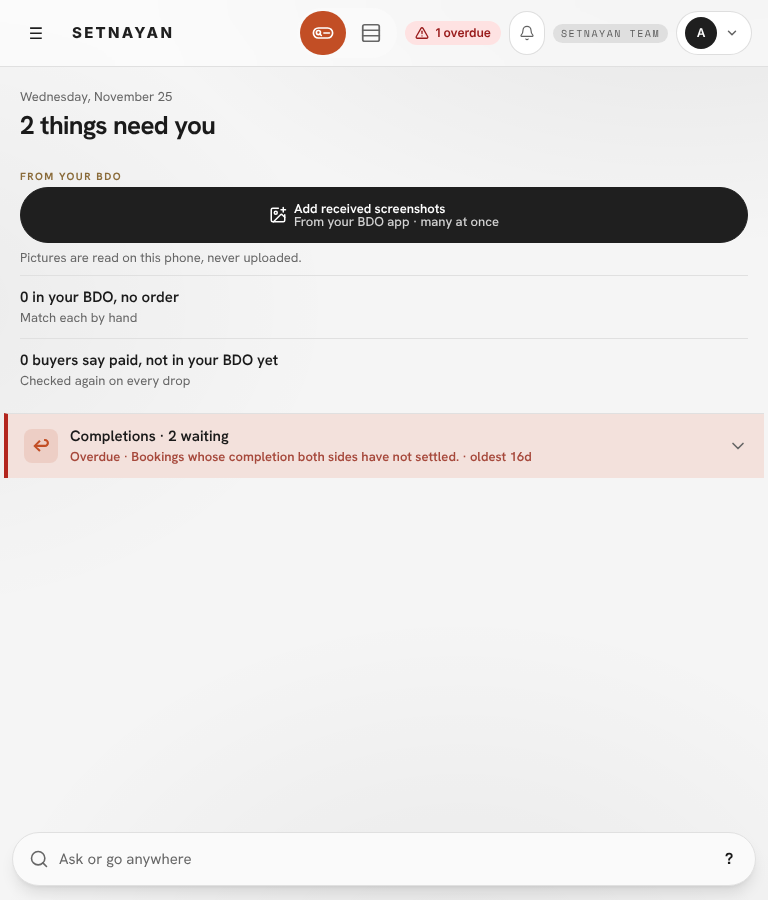 ☰ SETNAYAN 1 overdue SETNAYAN TEAM A
Wednesday, November 25
2 things need you
FROM YOUR BDO
Add received screenshots
From your BDO app · many at once
Pictures are read on this phone, never uploaded.
0 in your BDO, no order
Match each by hand
0 buyers say paid, not in your BDO yet
Checked again on every drop
Completions · 2 waiting
Overdue · Bookings whose completion both sides have not settled. · oldest 16d
Ask or go anywhere ?